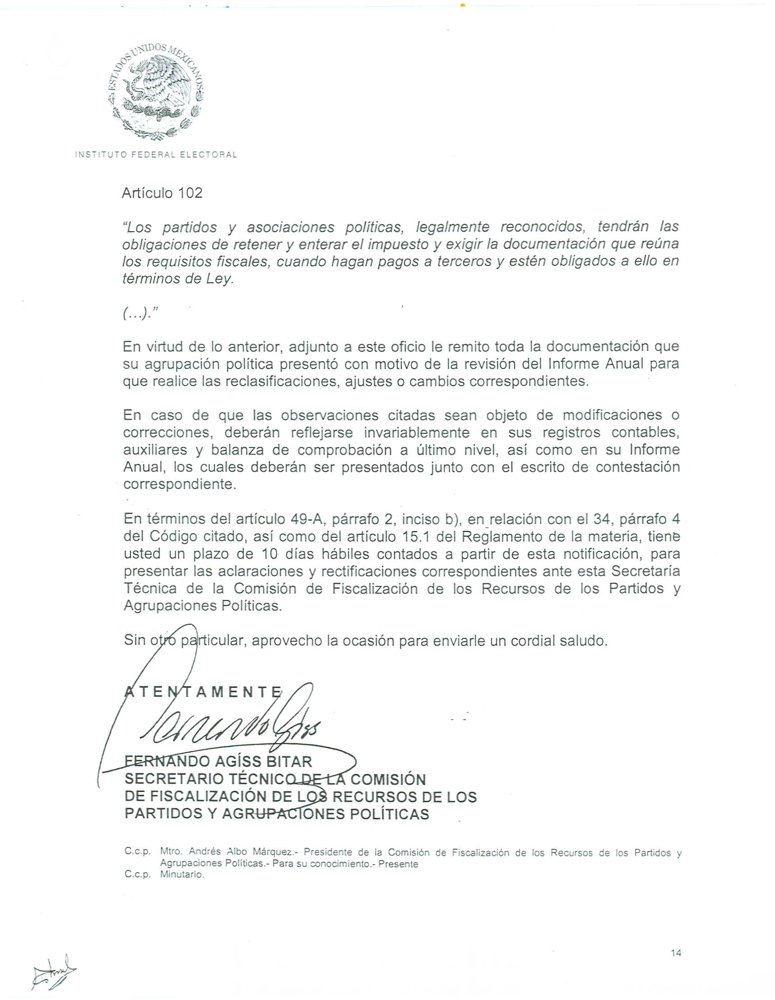 ESTADOS UNIDOS MEXICANOS
INSTITUTO FEDERAL ELECTORAL
Artículo 102
“Los partidos y asociaciones políticas, legalmente reconocidos, tendrán las
obligaciones de retener y enterar el impuesto y exigir la documentación que reúna
los requisitos fiscales, cuando hagan pagos a terceros y estén obligados a ello en
términos de Ley.
(...).”
En virtud de lo anterior, adjunto a este oficio le remito toda la documentación que
su agrupación política presentó con motivo de la revisión del Informe Anual para
que realice las reclasificaciones, ajustes o cambios correspondientes.
En caso de que las observaciones citadas sean objeto de modificaciones o
correcciones, deberán reflejarse invariablemente en sus registros contables,
auxiliares y balanza de comprobación a último nivel, así como en su Informe
Anual, los cuales deberán ser presentados junto con el escrito de contestación
correspondiente.
En términos del artículo 49-A, párrafo 2, inciso b), en relación con el 34, párrafo 4
del Código citado, así como del artículo 15.1 del Reglamento de la materia, tiene
usted un plazo de 10 días hábiles contados a partir de esta notificación, para
presentar las aclaraciones y rectificaciones correspondientes ante esta Secretaría
Técnica de la Comisión de Fiscalización de los Recursos de los Partidos y
Agrupaciones Políticas.
Sin otro particular, aprovecho la ocasión para enviarle un cordial saludo.
A T E N T A M E N T E
FERNANDO AGÍSS BITAR
SECRETARIO TÉCNICO DE LA COMISIÓN
DE FISCALIZACIÓN DE LOS RECURSOS DE LOS
PARTIDOS Y AGRUPACIONES POLÍTICAS
C.c.p. Mtro. Andrés Albo Márquez.- Presidente de la Comisión de Fiscalización de los Recursos de los Partidos y
Agrupaciones Políticas.- Para su conocimiento.- Presente
C.c.p. Minutario.
14